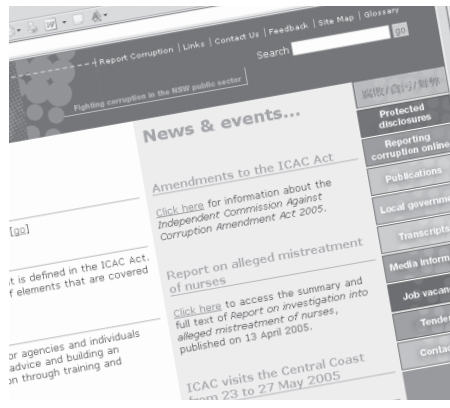 Report Corruption | Links | Contact Us | Feedback | Site Map | Glossary
Search go
Fighting corruption in the NSW public sector
News & events...
Amendments to the ICAC Act
Click here for information about the
Independent Commission Against
Corruption Amendment Act 2005.
Report on alleged mistreatment
of nurses
Click here to access the summary and
full text of Report on investigation into
alleged mistreatment of nurses,
published on 13 April 2005.
ICAC visits the Central Coast
from 23 to 27 May 2005
[go]
t is defined in the ICAC Act.
f elements that are covered
or agencies and individuals
advice and building an
on through training and
Protected
disclosures
Reporting
corruption online
Publications
Local governme
Transcripts
Media inform
Job vacan
Tende
Contac